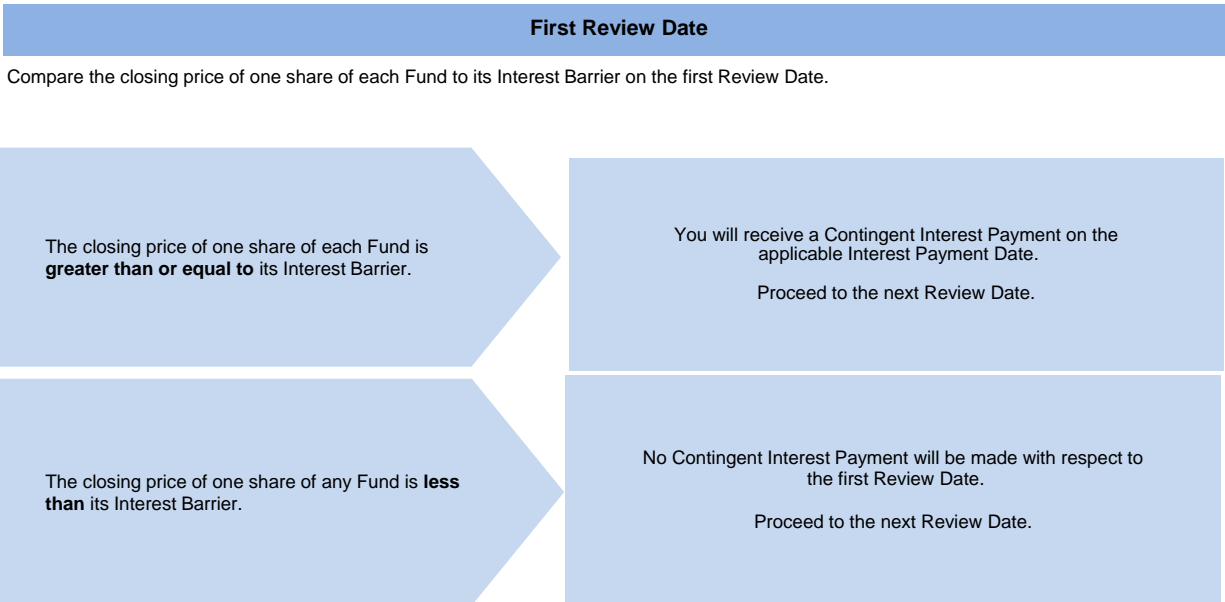 First Review Date
Compare the closing price of one share of each Fund to its Interest Barrier on the first Review Date.
The closing price of one share of each Fund is
greater than or equal to its Interest Barrier.
You will receive a Contingent Interest Payment on the
applicable Interest Payment Date.
Proceed to the next Review Date.
The closing price of one share of any Fund is less
than its Interest Barrier.
No Contingent Interest Payment will be made with respect to
the first Review Date.
Proceed to the next Review Date.